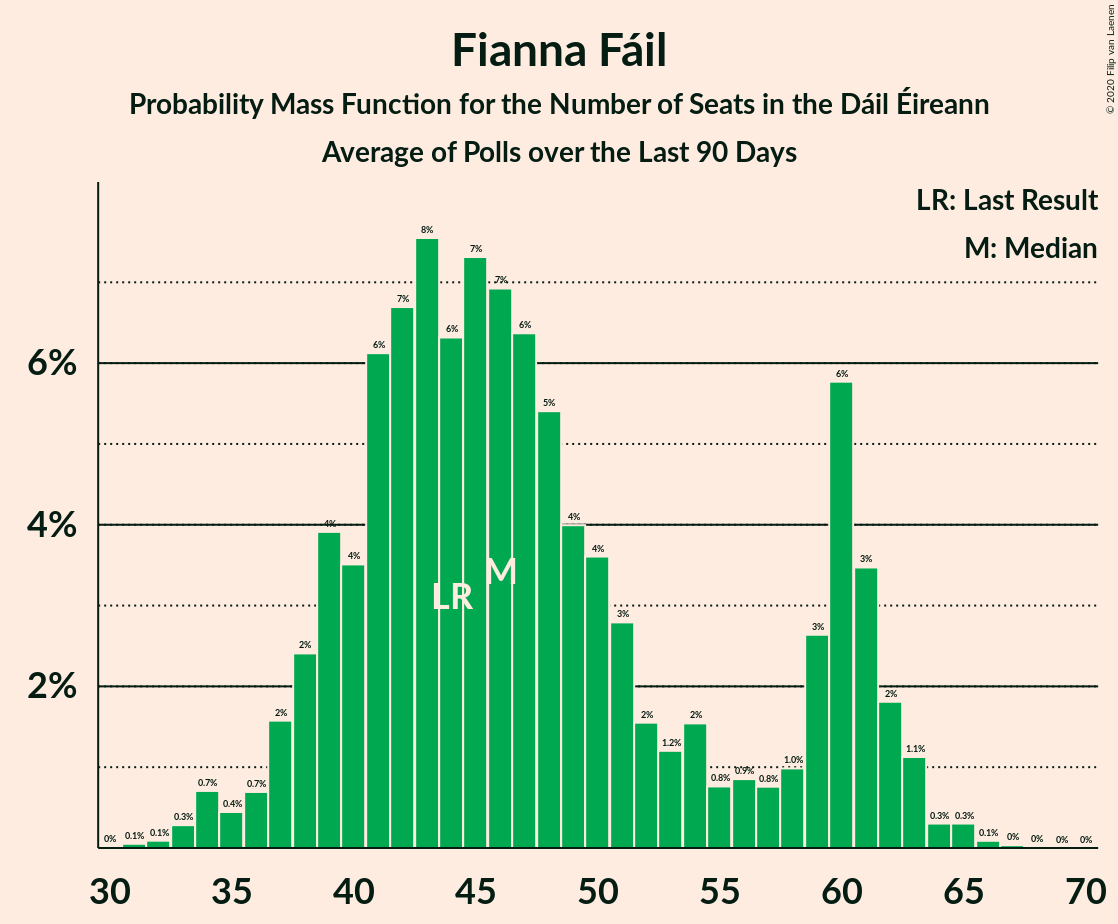 Fianna Fáil
Probability Mass Function for the Number of Seats in the Dáil Éireann
Average of Polls over the Last 90 Days
© 2020 Filip van Laenen
LR: Last Result
M: Median
6%
4%
2%
0% 0.1% 0.1% 0.3% 0.7% 0.4% 0.7% 2% 2% 4% 4% 6% 7% 8% 6% 7% 7% 6% 5% 4% 4% 3% 2% 1.2% 2% 0.8% 0.9% 0.8% 1.0% 3% 6% 3% 2% 1.1% 0.3% 0.3% 0.1% 0% 0% 0% 0%
LR M
30 35 40 45 50 55 60 65 70